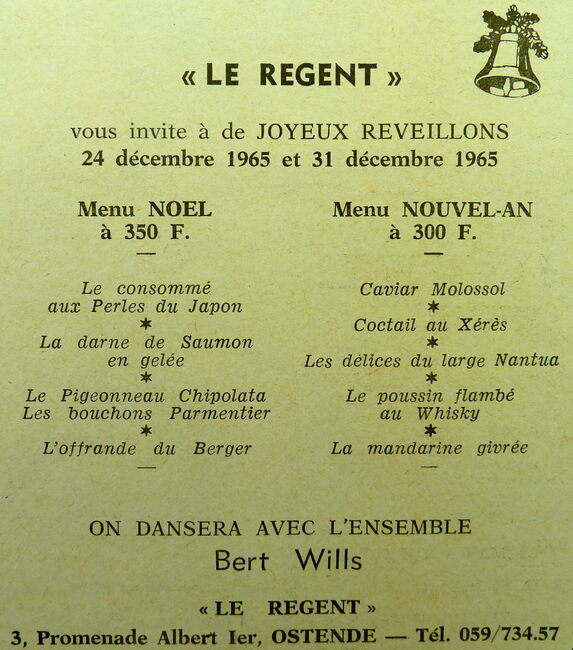 « LE REGENT »
vous invite à de JOYEUX REVEILLONS
24 décembre 1965 et 31 décembre 1965
Menu NOEL
à 350 F.
Le consommé
aux Perles du Japon
La darne de Saumon
en gelée
Le Pigeonneau Chipolata
Les bouchons Parmentier
L'offrande du Berger
Menu NOUVEL-AN
à 300 F.
Caviar Molossol
Coctail au Xérès
Les délices du large Nantua
Le poussin flambé
au Whisky
La mandarine givrée
ON DANSERA AVEC L'ENSEMBLE
Bert Wills
« LE REGENT »
3, Promenade Albert Ier, OSTENDE — Tél. 059/734.57